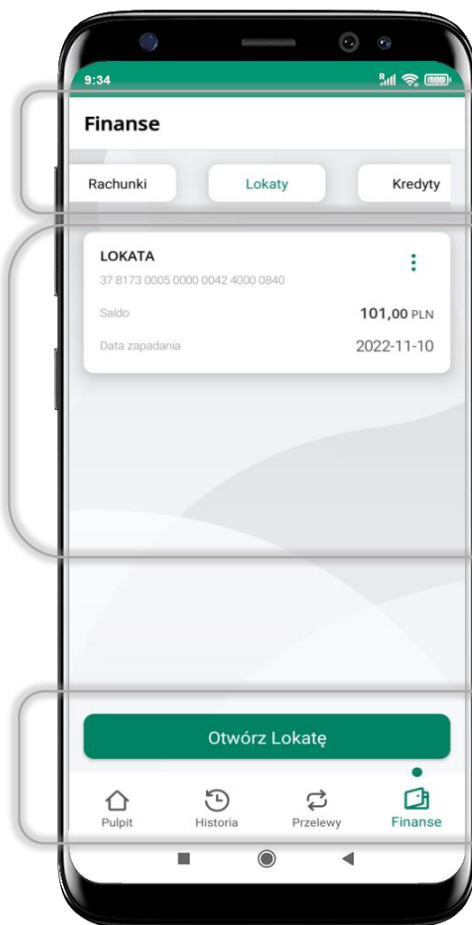 9:34
Finanse
Rachunki Lokaty Kredyty
LOKATA
37 8173 0005 0000 0042 4000 0840
Saldo 101,00 PLN
Data zapadania 2022-11-10
Otwórz Lokatę
Pulpit Historia Przelewy Finanse